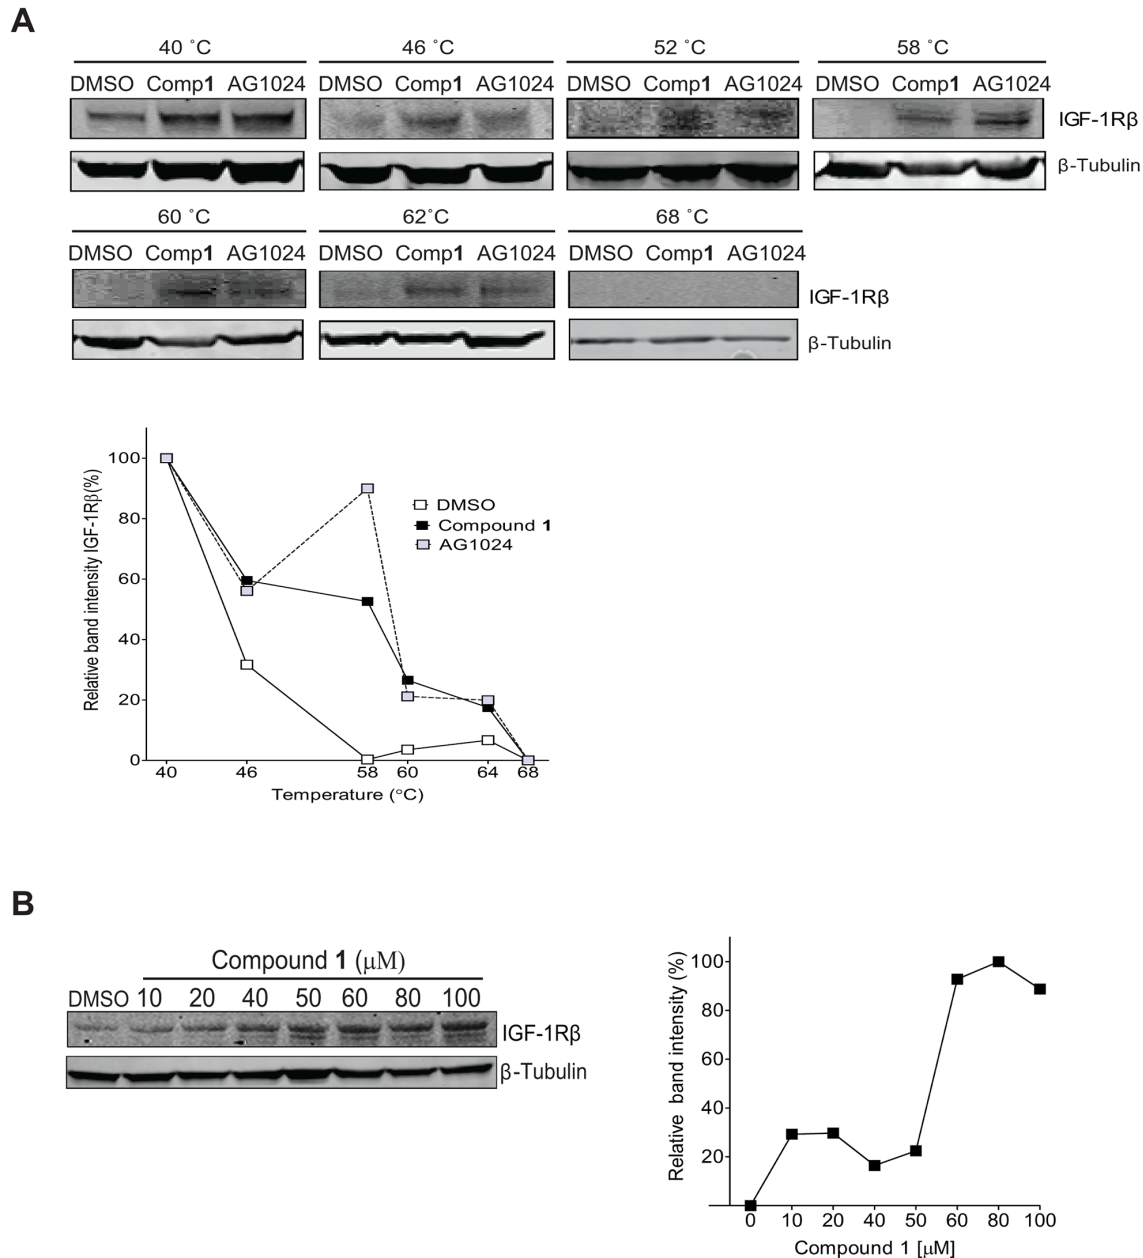 A
40 ˚C 46 ˚C 52 ˚C 58 ˚C
DMSO Comp1 AG1024 DMSO Comp1 AG1024 DMSO Comp1 AG1024 DMSO Comp1 AG1024
IGF-1Rβ
β-Tubulin
60 ˚C 62˚C 68 ˚C
DMSO Comp1 AG1024 DMSO Comp1 AG1024 DMSO Comp1 AG1024
IGF-1Rβ
β-Tubulin
Relative band intensity IGF-1Rβ(%)
100
80
60
40
20
0
DMSO
Compound 1
AG1024
40 46 58 60 64 68
Temperature (°C)
B
Compound 1 (μM)
DMSO 10 20 40 50 60 80 100
IGF-1Rβ
β-Tubulin
Relative band intensity (%)
100
80
60
40
20
0 10 20 40 50 60 80 100
Compound 1 [μM]